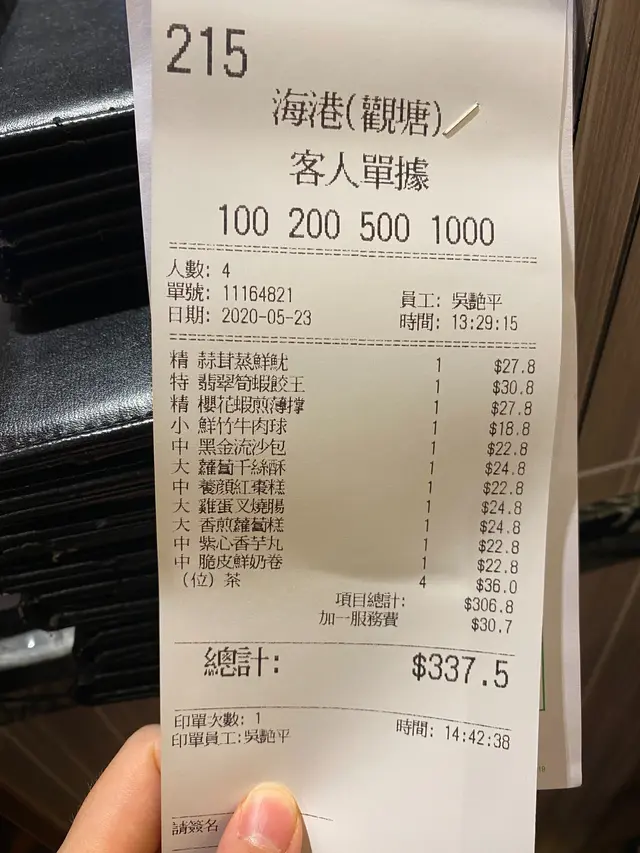 215
海港(觀塘)
客人單據
100 200 500 1000
人數: 4
單號: 11164821 員工: 吳艷平
日期: 2020-05-23 時間: 13:29:15
精 蒜茸蒸鮮魷 1 $27.8
特 翡翠筍蝦餃王 1 $30.8
精 櫻花蝦煎薄撐 1 $27.8
小 鮮竹牛肉球 1 $18.8
中 黑金流沙包 1 $22.8
大 蘿蔔千絲酥 1 $24.8
中 養顏紅棗糕 1 $22.8
大 雞蛋叉燒腸 1 $24.8
大 香煎蘿蔔糕 1 $24.8
中 紫心香芋丸 1 $22.8
中 脆皮鮮奶卷 1 $22.8
(位) 茶 4 $36.0
項目總計: $306.8
加一服務費 $30.7
總計: $337.5
印單次數: 1
印單員工:吳艷平 時間: 14:42:38
請簽名